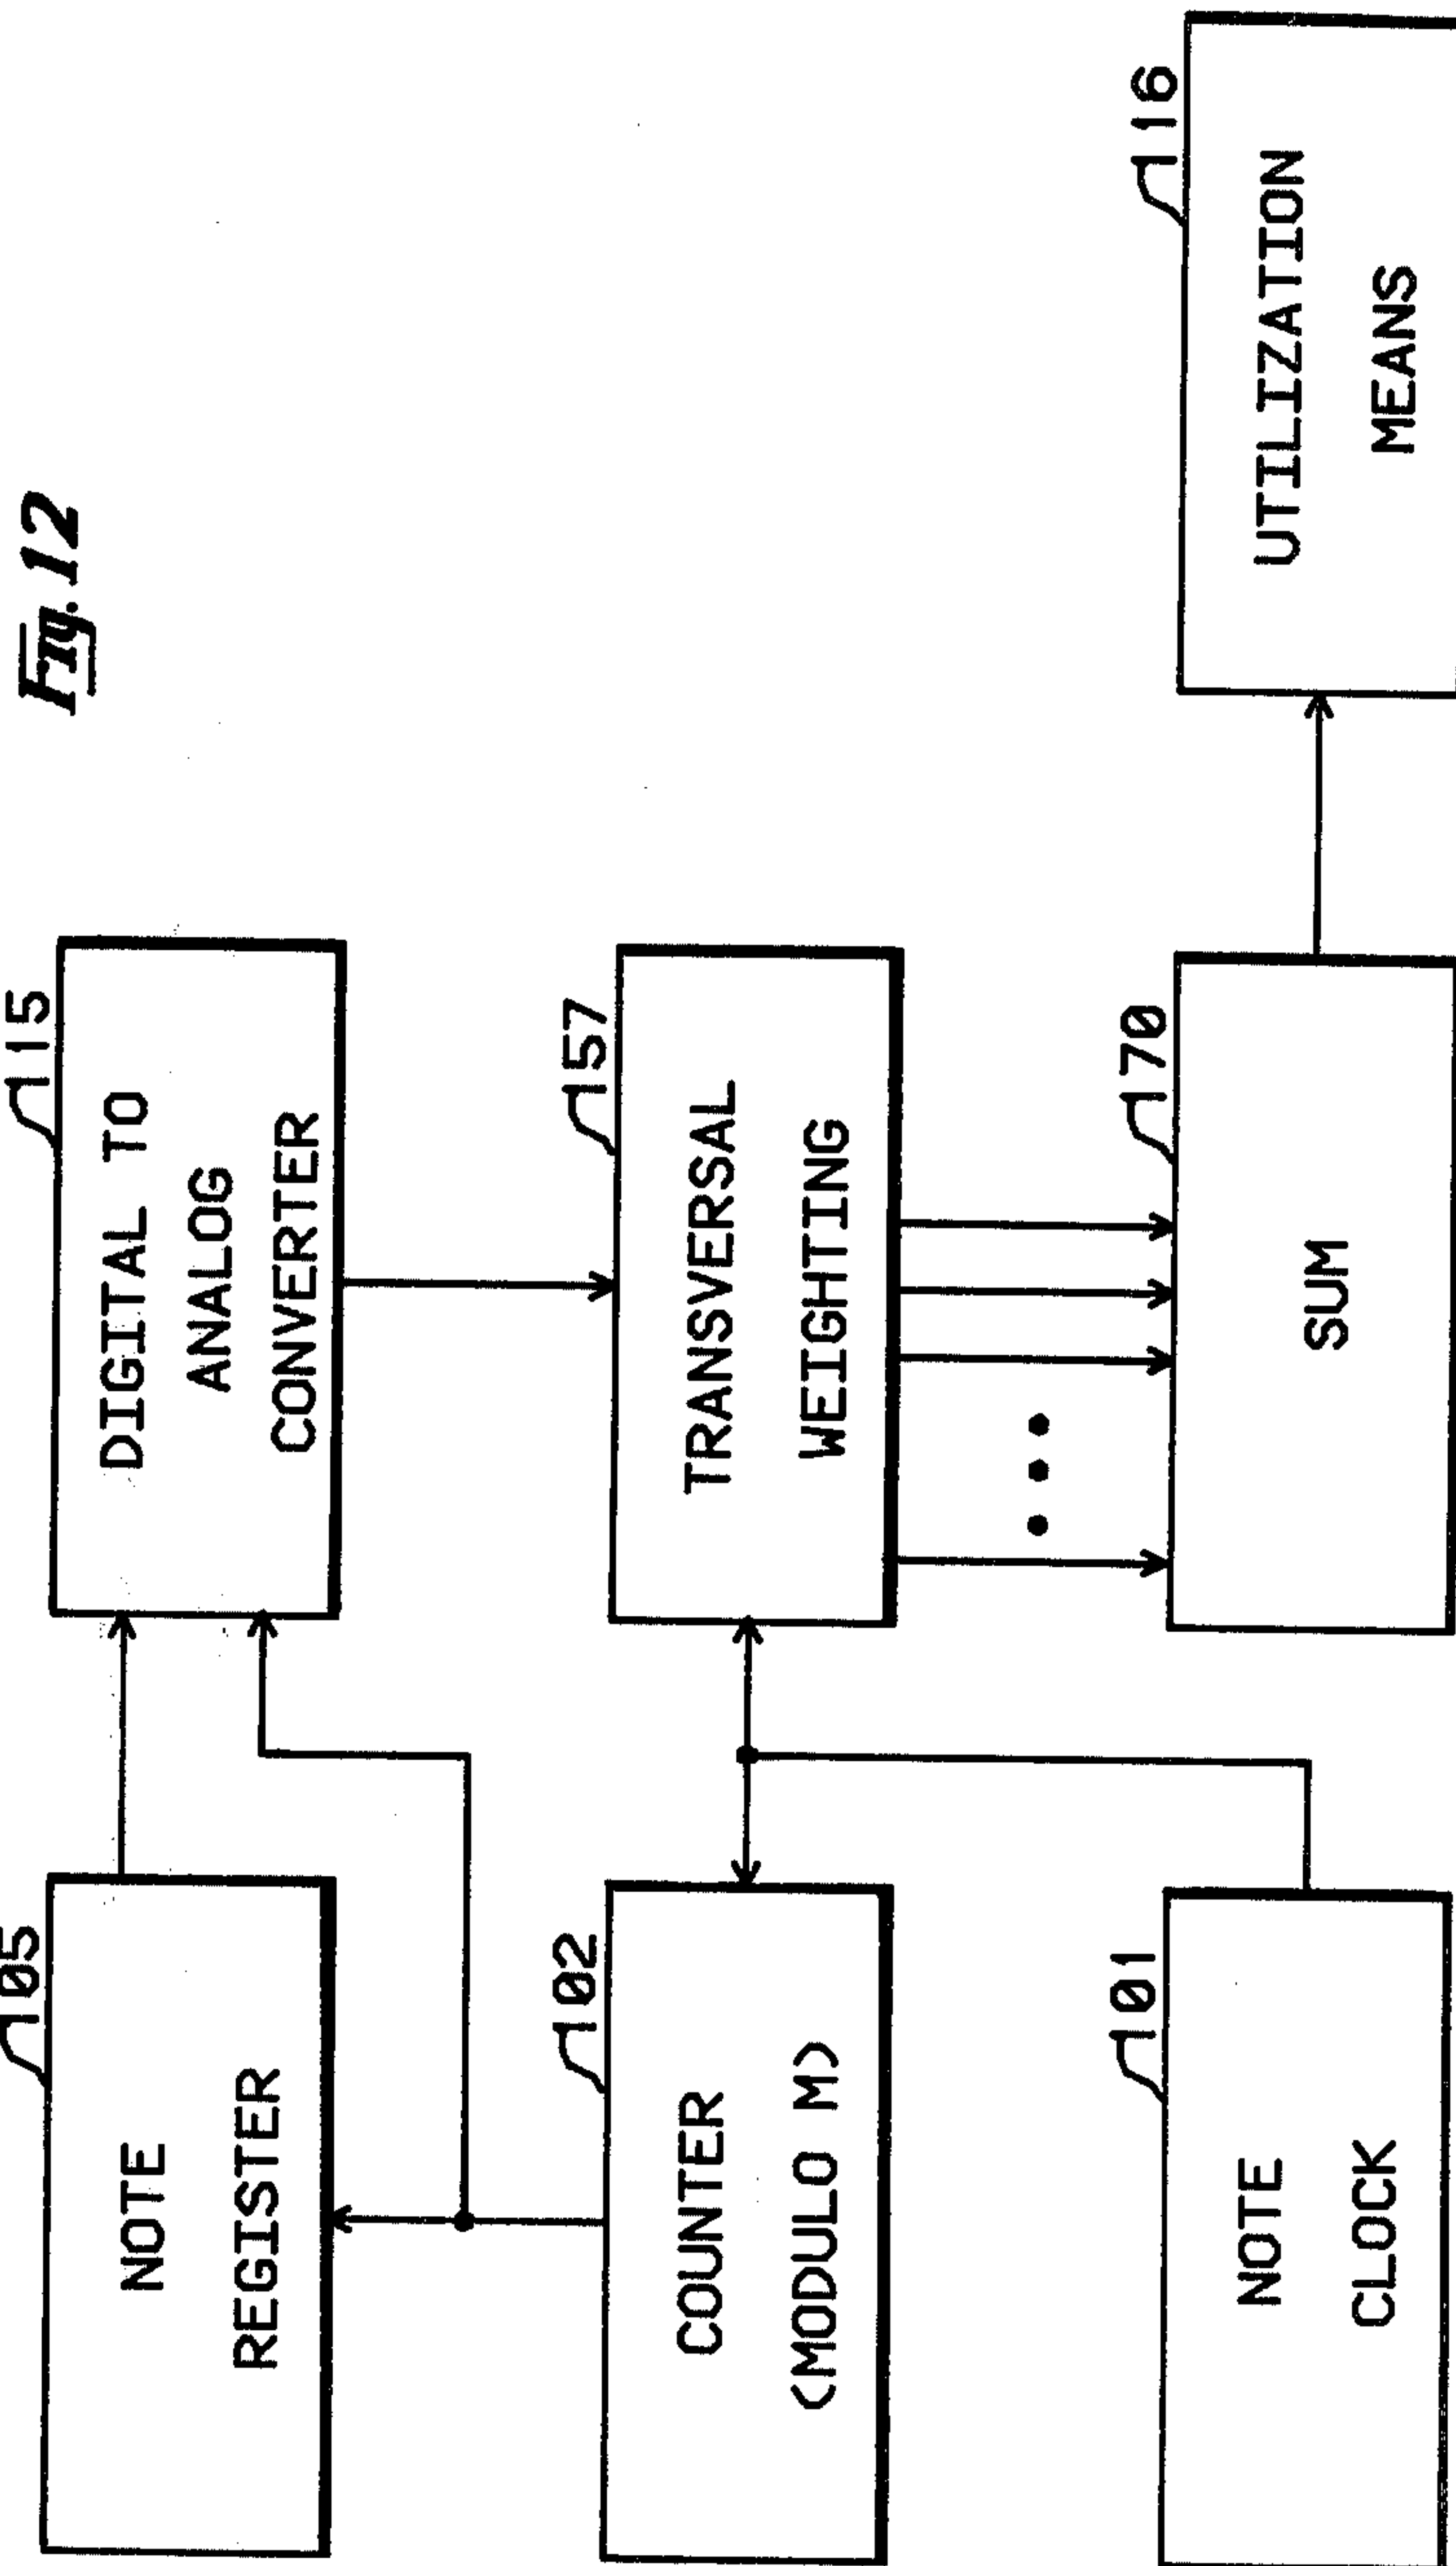 Fig. 12
105
NOTE
REGISTER
115
DIGITAL TO
ANALOG
CONVERTER
102
COUNTER
(MODULO M)
157
TRANSVERSAL
WEIGHTING
101
NOTE
CLOCK
170
SUM
116
UTILIZATION
MEANS